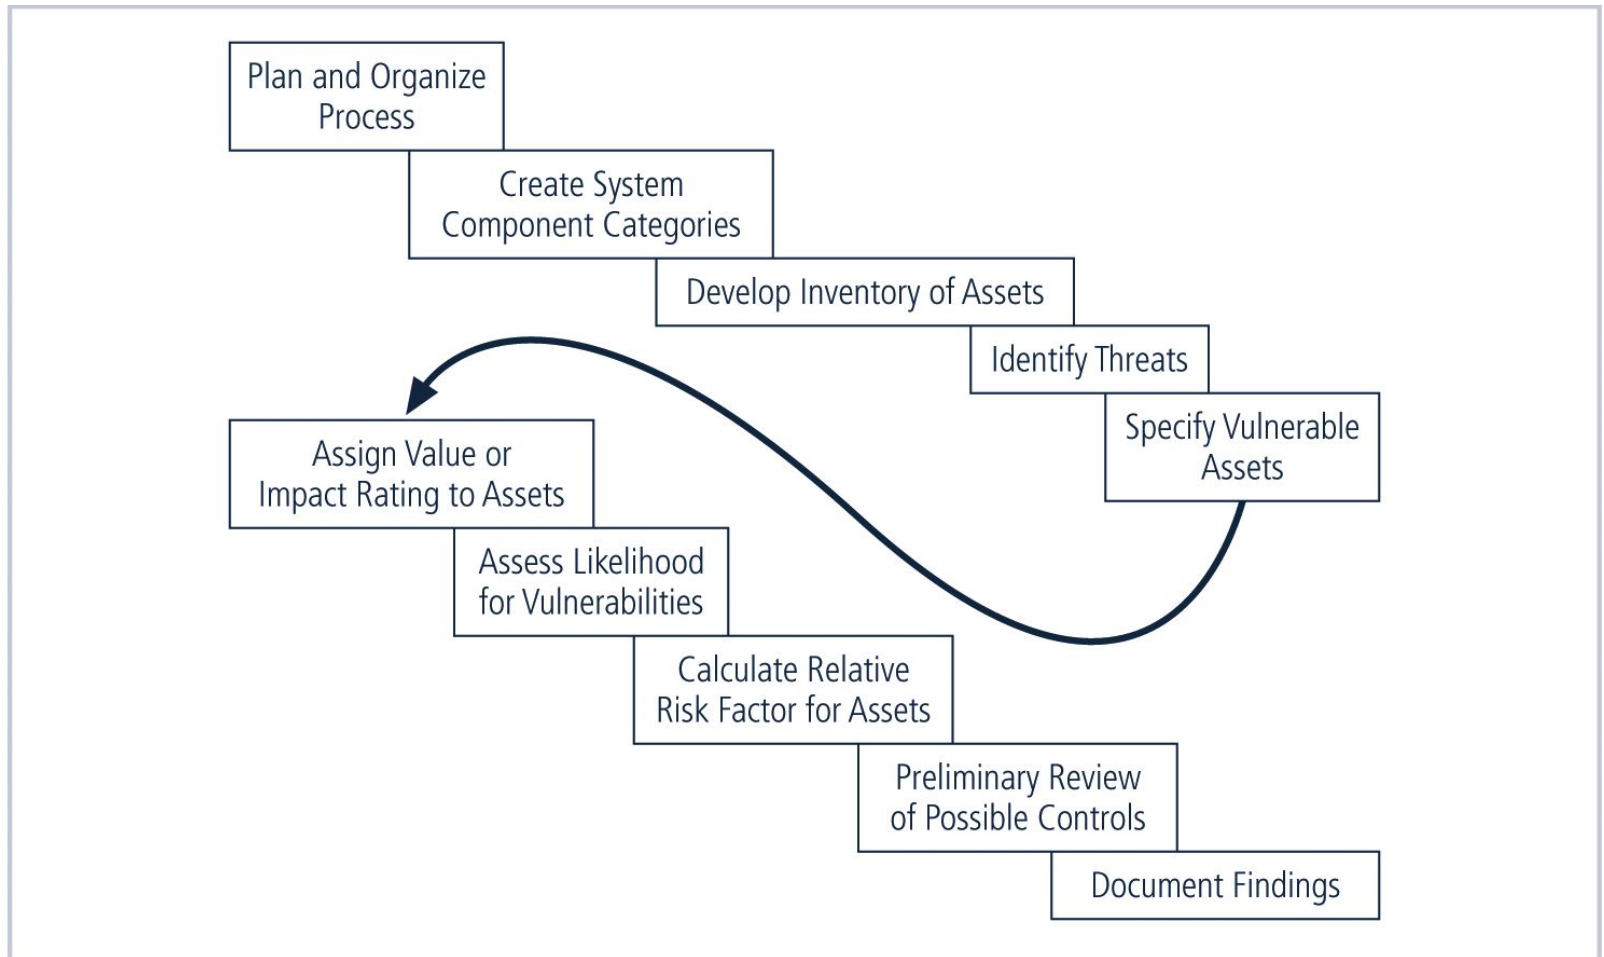 Plan and Organize
Process
Create System
Component Categories
Develop Inventory of Assets
Identify Threats
Specify Vulnerable
Assets
Assign Value or
Impact Rating to Assets
Assess Likelihood
for Vulnerabilities
Calculate Relative
Risk Factor for Assets
Preliminary Review
of Possible Controls
Document Findings